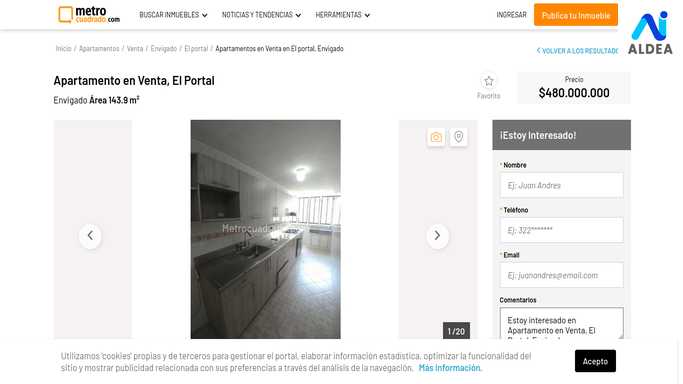 metro
cuadrado.com
BUSCAR INMUEBLES
NOTICIAS Y TENDENCIAS
HERRAMIENTAS
INGRESAR
Publica tu Inmueble
ALDEA
Inicio / Apartamentos / Venta / Envigado / El portal / Apartamentos en Venta en El portal, Envigado
VOLVER A LOS RESULTAD
Apartamento en Venta, El Portal
Envigado Área 143.9 m²
Favorito
Precio
$480.000.000
¡Estoy Interesado!
* Nombre
Ej: Juan Andres
* Teléfono
Ej: 322*******
* Email
Ej: juanandres@email.com
Comentarios
Estoy interesado en
Apartamento en Venta, El
1 / 20
Utilizamos 'cookies' propias y de terceros para gestionar el portal, elaborar información estadística, optimizar la funcionalidad del
sitio y mostrar publicidad relacionada con sus preferencias a través del análisis de la navegación. Más Información.
Acepto